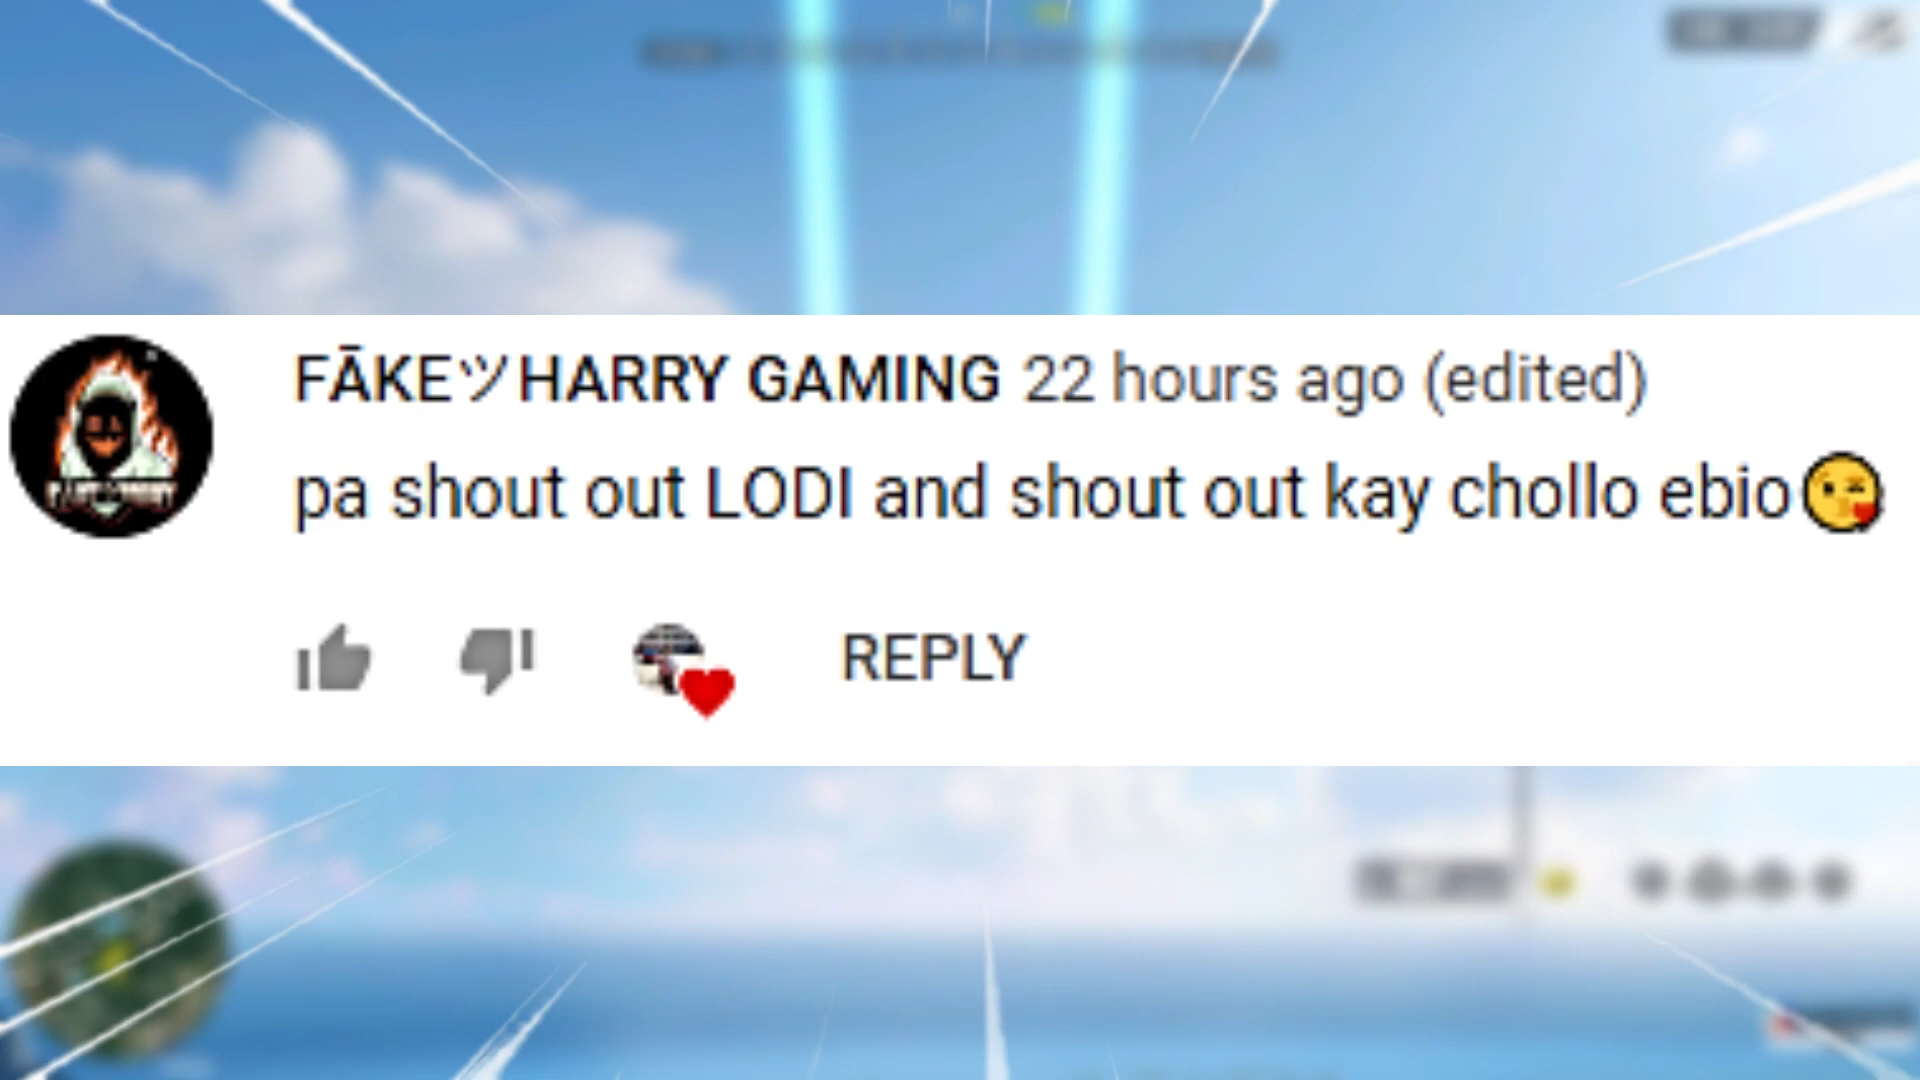 FĀKEツHARRY GAMING 22 hours ago (edited)
pa shout out LODI and shout out kay chollo ebio😘
REPLY